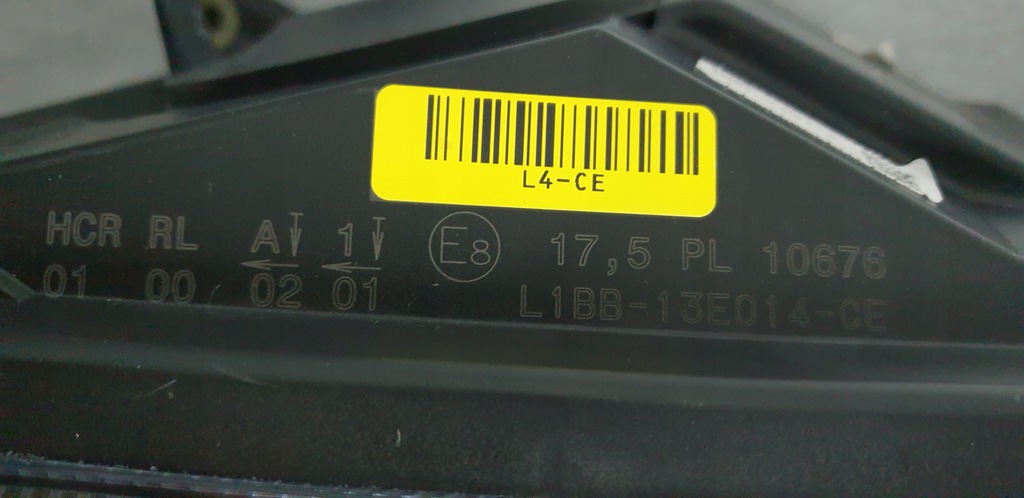 L4-CE
HCR RL A 1 E8 17,5 PL 10676
01 00 02 01 L1BB-13E014-CE